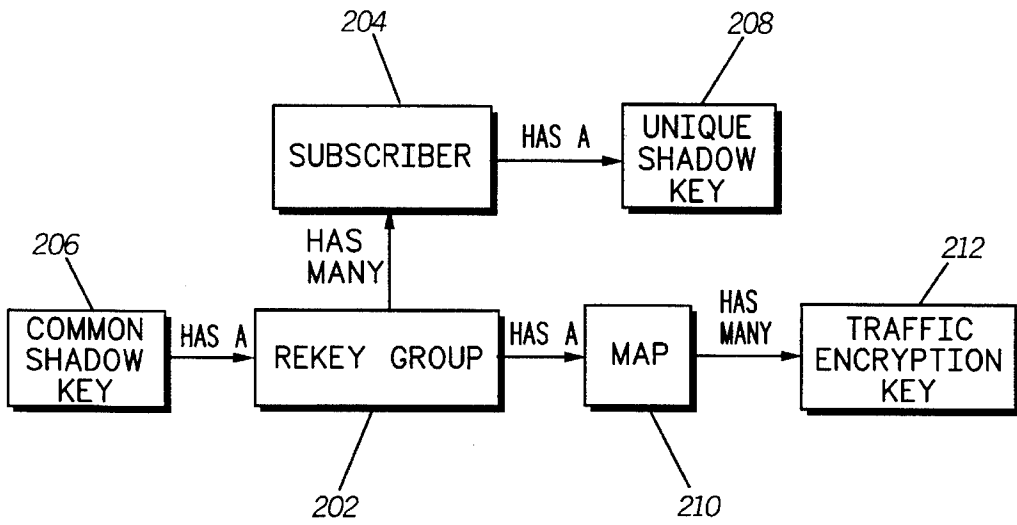 204
208
SUBSCRIBER
HAS A
UNIQUE
SHADOW
KEY
HAS
MANY
206
212
COMMON
SHADOW
KEY
HAS A
REKEY GROUP
HAS A
MAP
HAS
MANY
TRAFFIC
ENCRYPTION
KEY
202
210